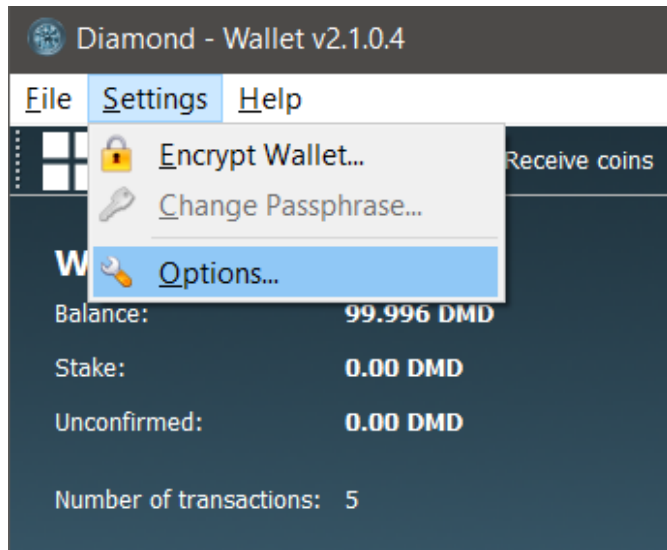 Diamond - Wallet v2.1.0.4
File Settings Help
Encrypt Wallet...
Receive coins
Change Passphrase...
Options...
Balance: 99.996 DMD
Stake: 0.00 DMD
Unconfirmed: 0.00 DMD
Number of transactions: 5